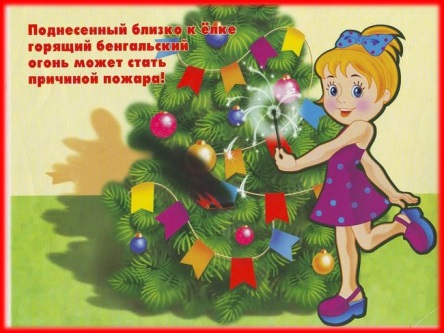 Поднесенный близко к ёлке
горящий бенгальский
огонь может стать
причиной пожара!